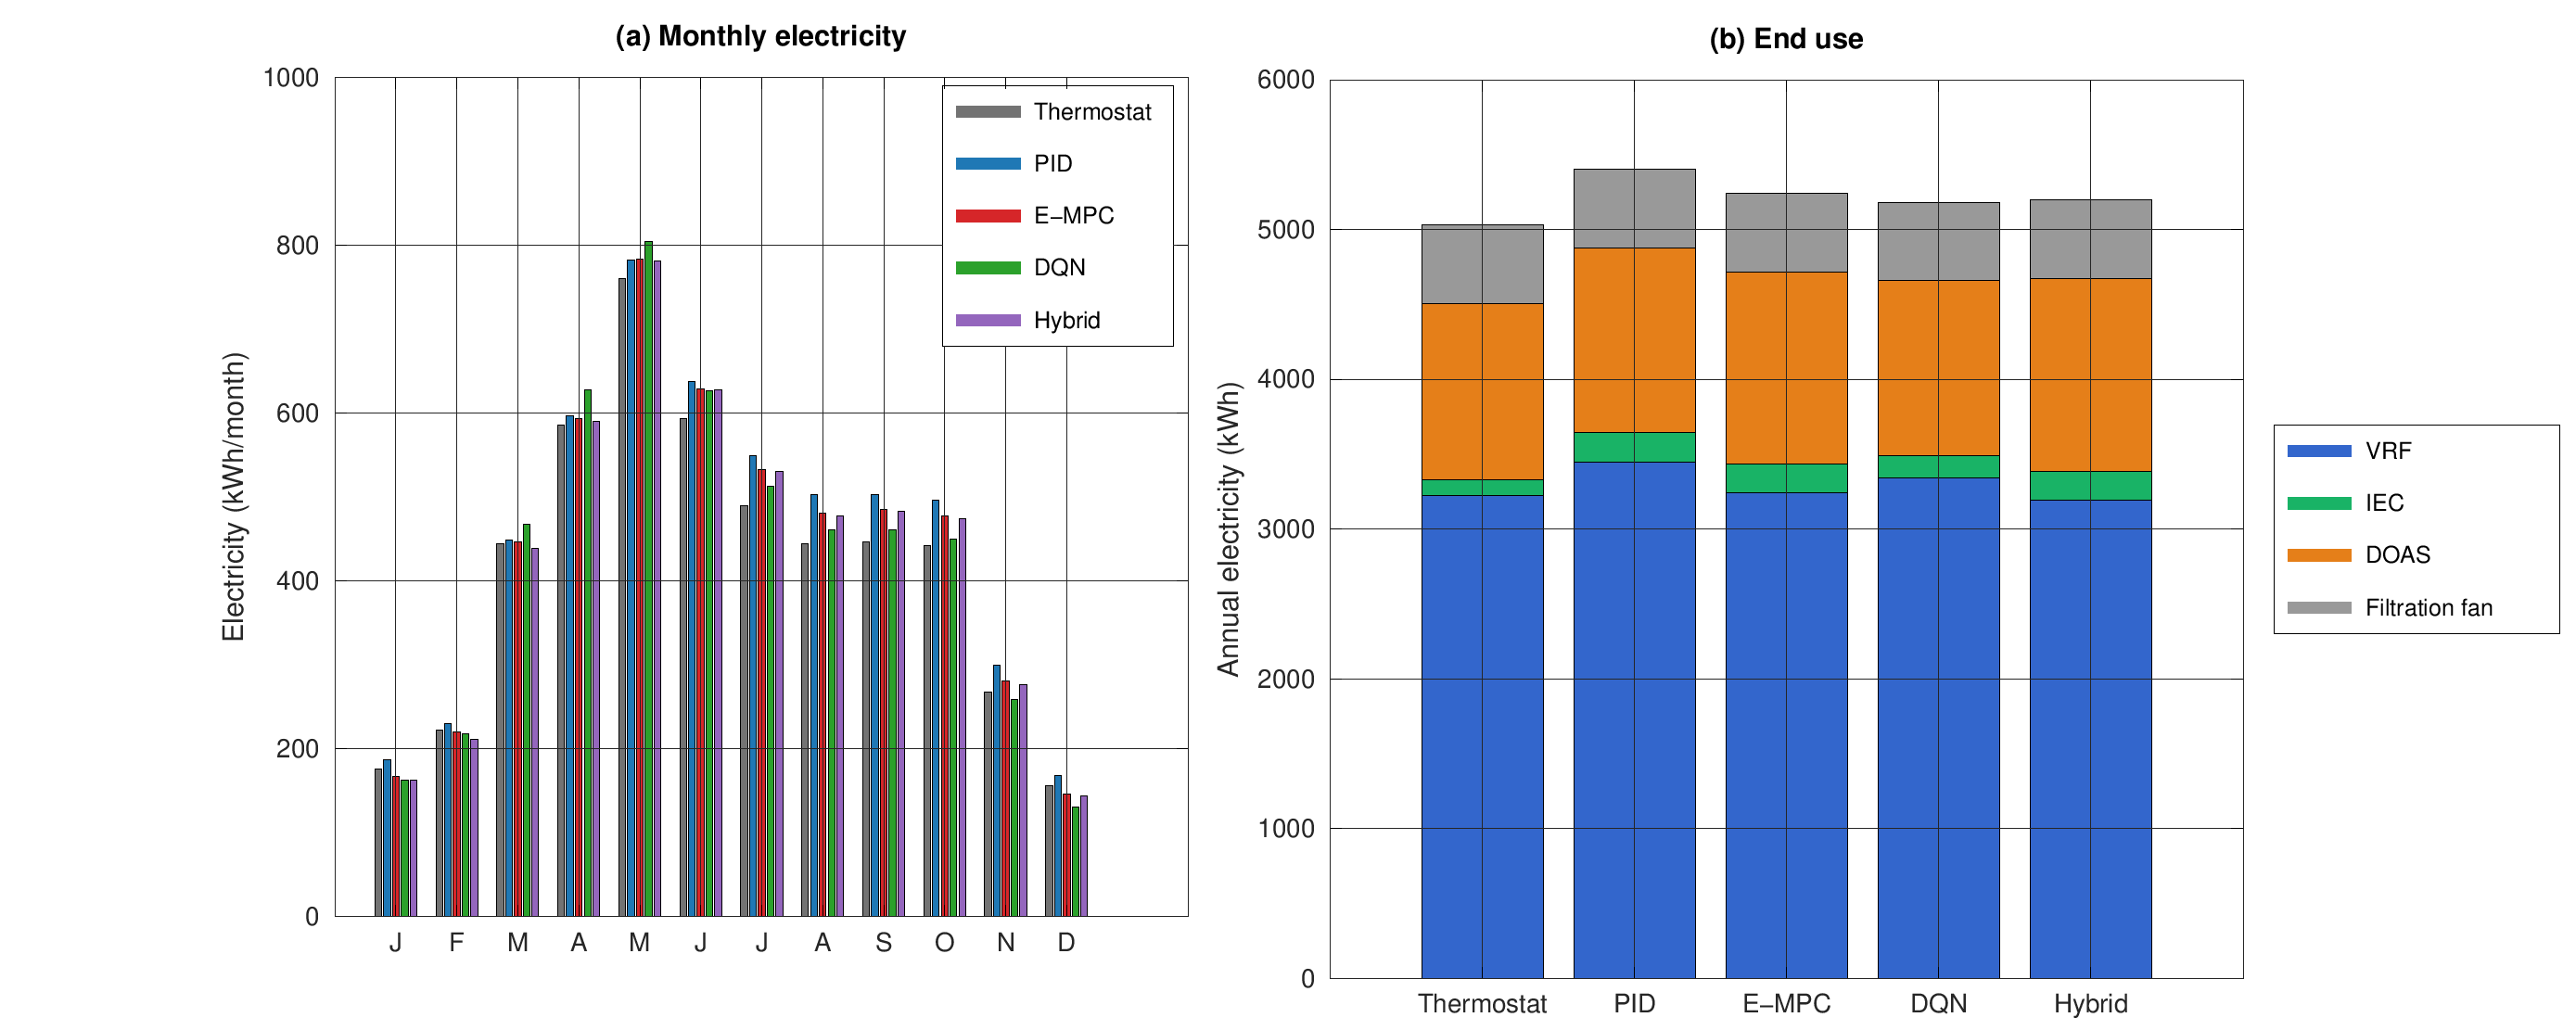 (a) Monthly electricity
1000
800
600
400
200
0
Electricity (kWh/month)
J F M A M J J A S O N D
Thermostat
PID
E−MPC
DQN
Hybrid
(b) End use
6000
5000
4000
3000
2000
1000
0
Annual electricity (kWh)
Thermostat PID E−MPC DQN Hybrid
VRF
IEC
DOAS
Filtration fan